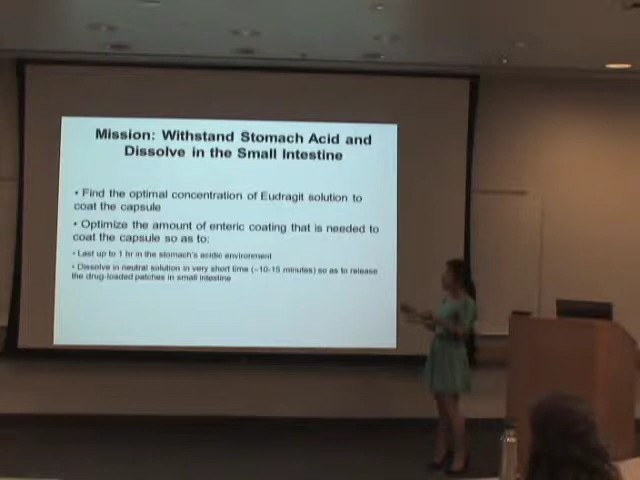 Mission: Withstand Stomach Acid and
Dissolve in the Small Intestine
• Find the optimal concentration of Eudragit solution to
coat the capsule
• Optimize the amount of enteric coating that is needed to
coat the capsule so as to:
• Last up to 1 hr in the stomach's acidic environment
• Dissolve in neutral solution in very short time (~10-15 minutes) so as to release
the drug-loaded patches in small intestine